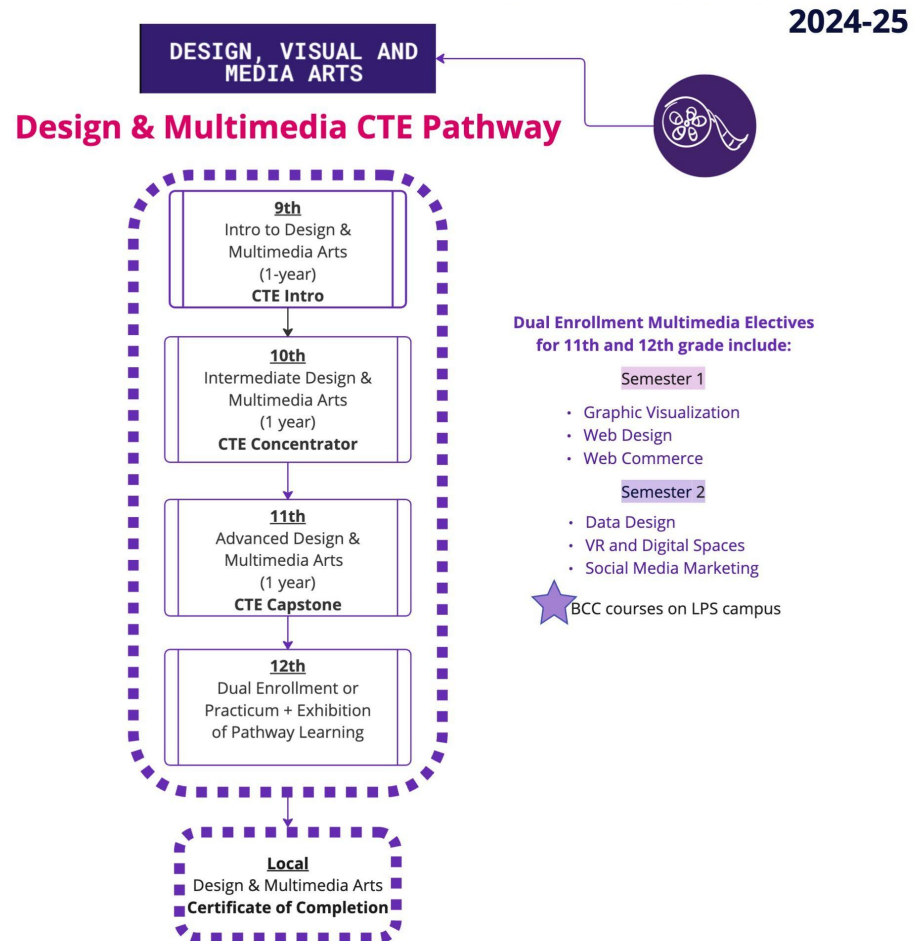 2024-25
DESIGN, VISUAL AND
MEDIA ARTS
Design & Multimedia CTE Pathway
9th
Intro to Design &
Multimedia Arts
(1-year)
CTE Intro
10th
Intermediate Design &
Multimedia Arts
(1 year)
CTE Concentrator
11th
Advanced Design &
Multimedia Arts
(1 year)
CTE Capstone
12th
Dual Enrollment or
Practicum + Exhibition
of Pathway Learning
Local
Design & Multimedia Arts
Certificate of Completion
Dual Enrollment Multimedia Electives
for 11th and 12th grade include:
Semester 1
• Graphic Visualization
• Web Design
• Web Commerce
Semester 2
• Data Design
• VR and Digital Spaces
• Social Media Marketing
BCC courses on LPS campus